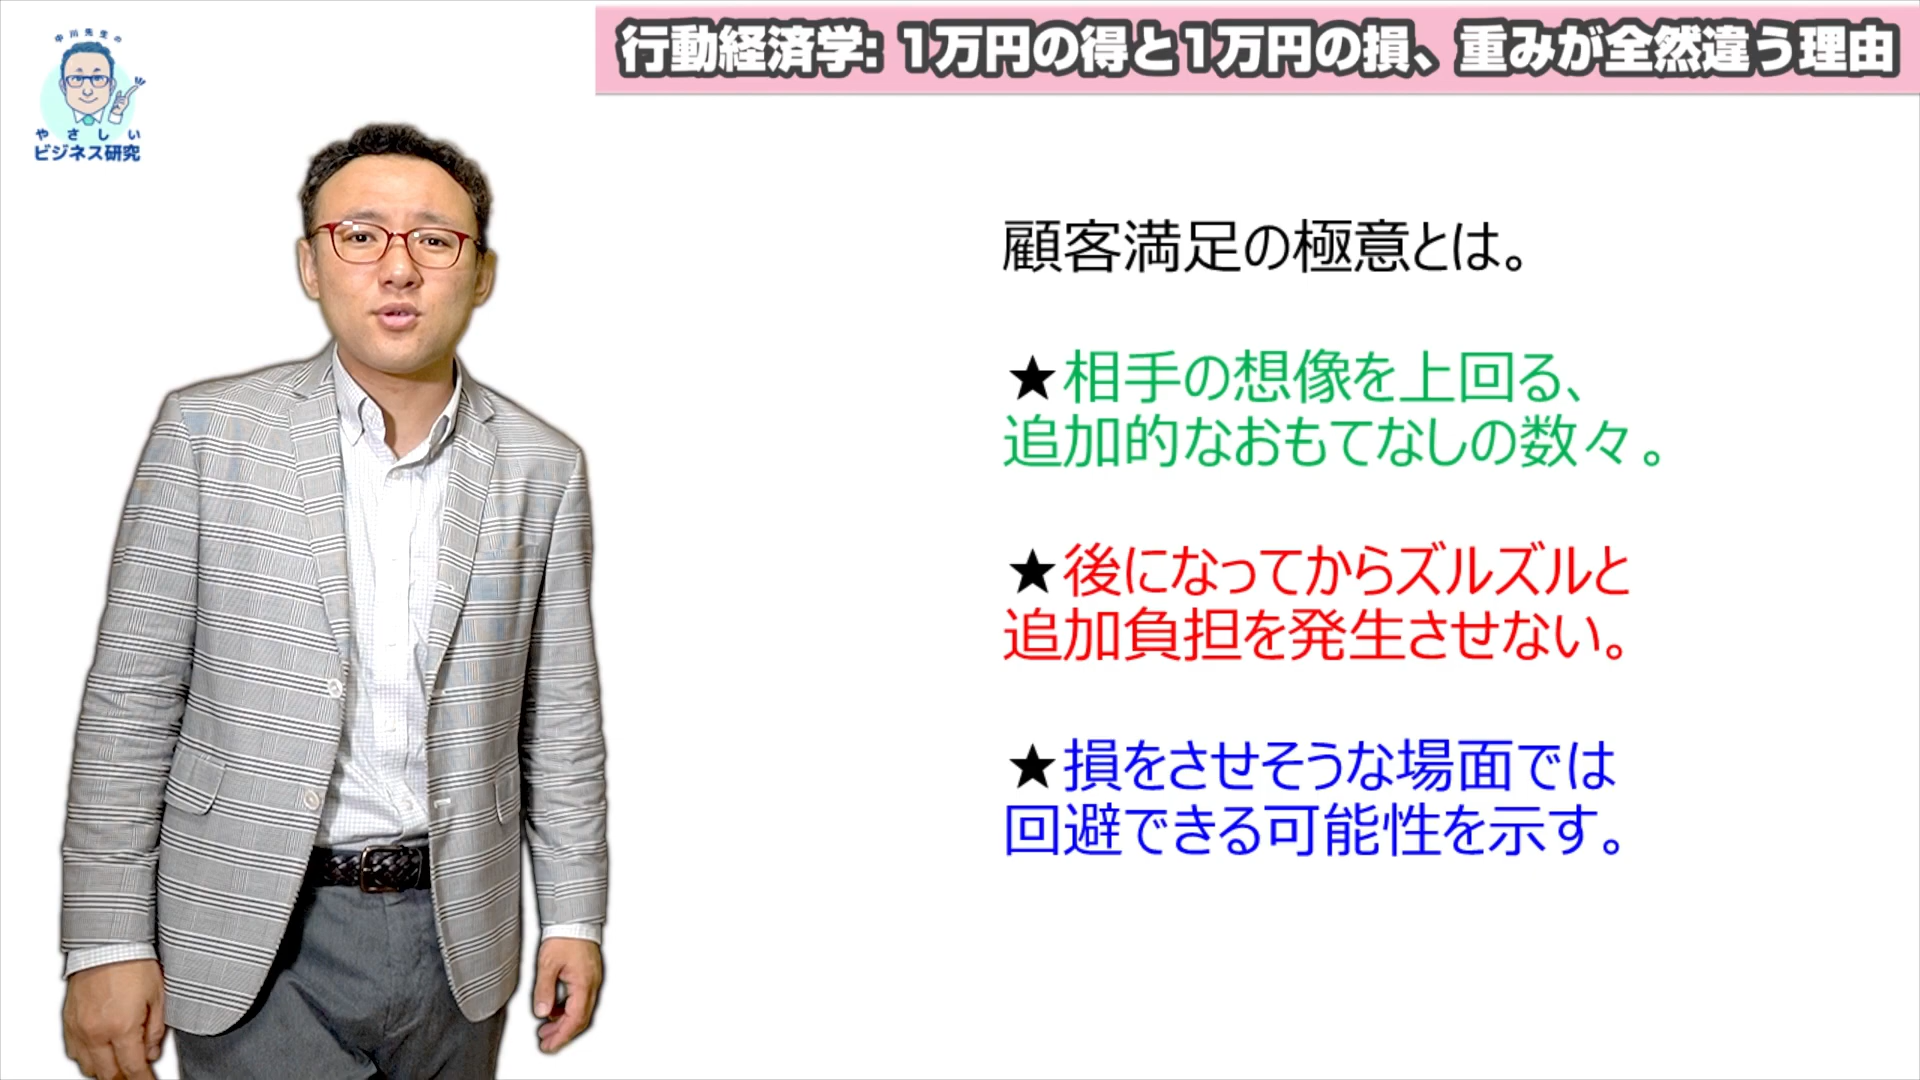 中川先生の
やさしい
ビジネス研究
行動経済学: 1万円の得と1万円の損、重みが全然違う理由
顧客満足の極意とは。
★相手の想像を上回る、
追加的なおもてなしの数々。
★後になってからズルズルと
追加負担を発生させない。
★損をさせそうな場面では
回避できる可能性を示す。